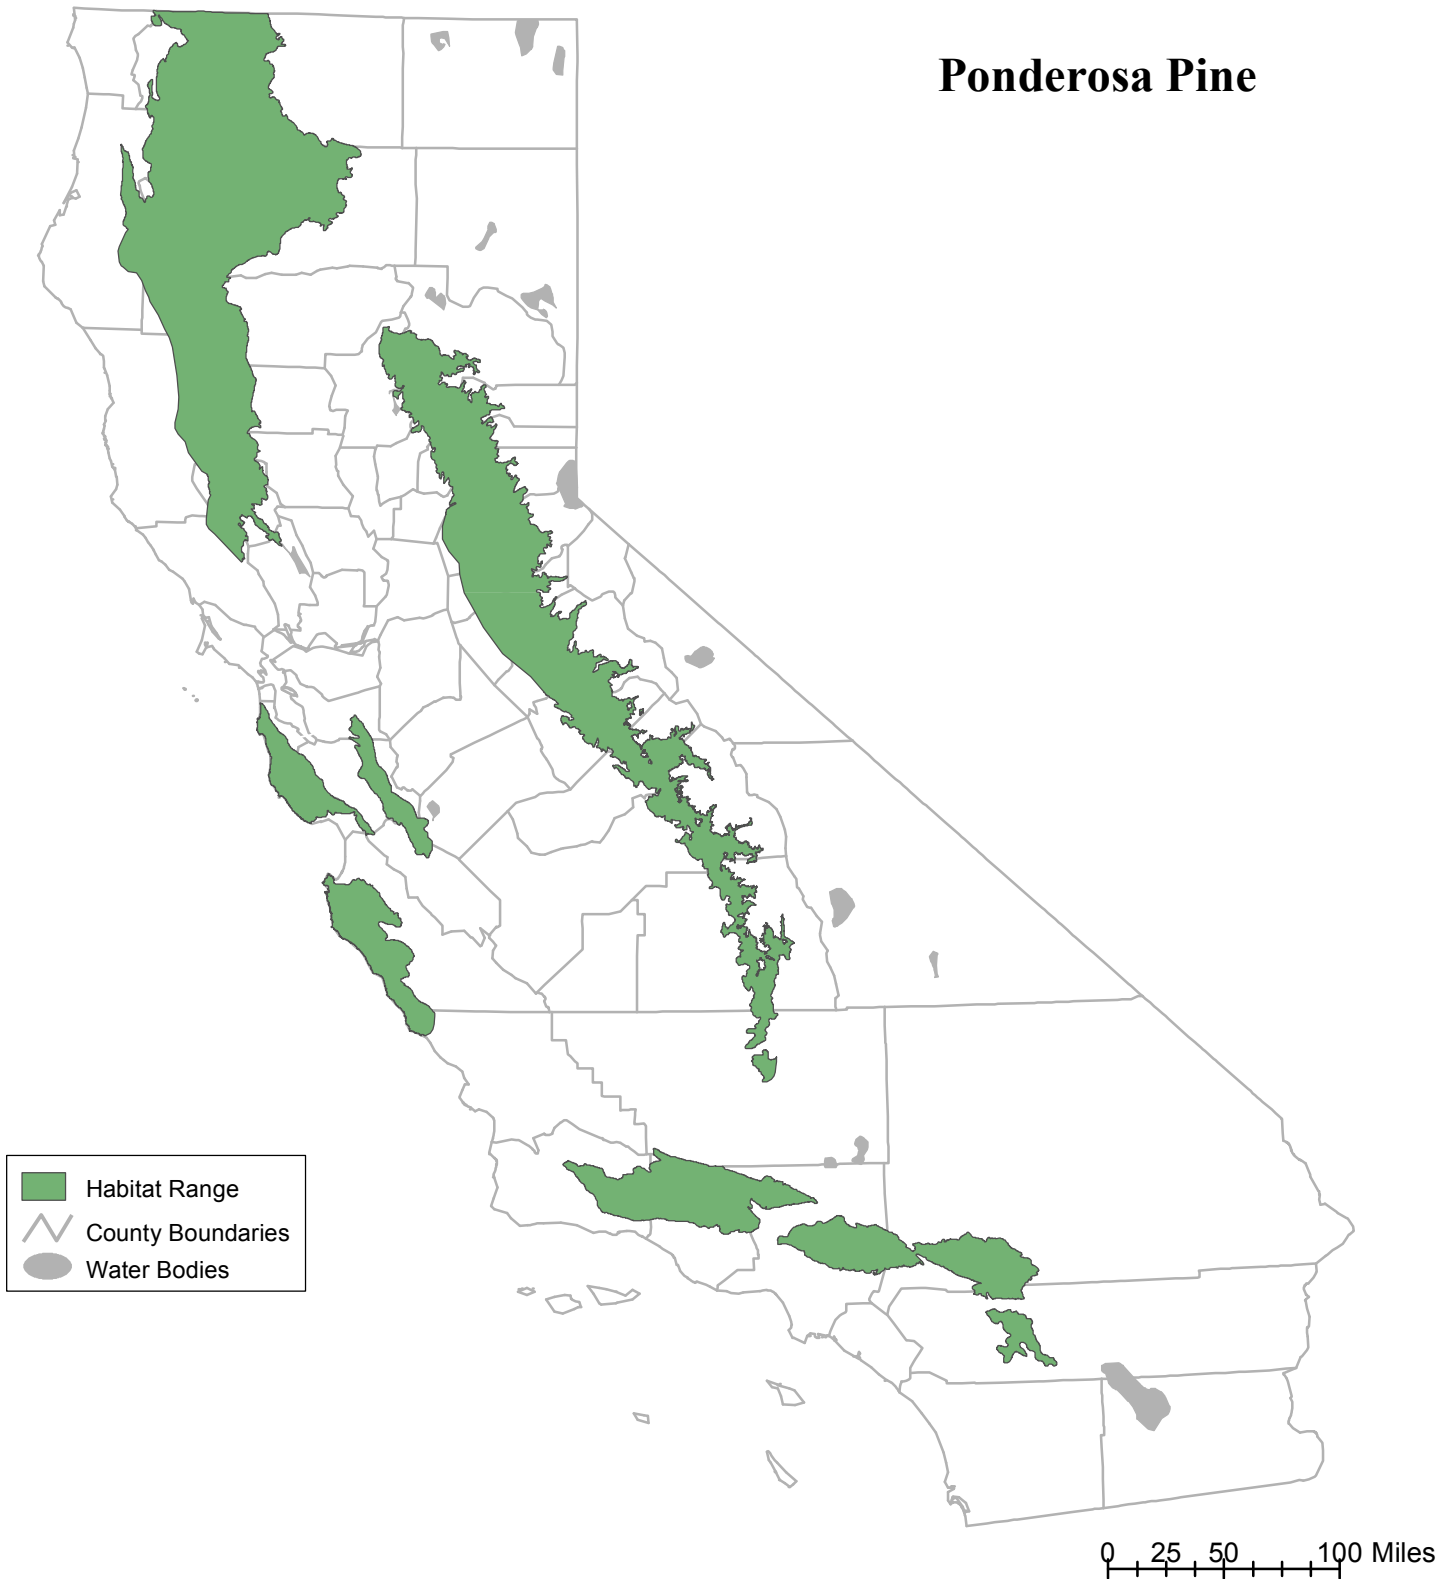 Ponderosa Pine
Habitat Range
County Boundaries
Water Bodies
0 25 50 100 Miles